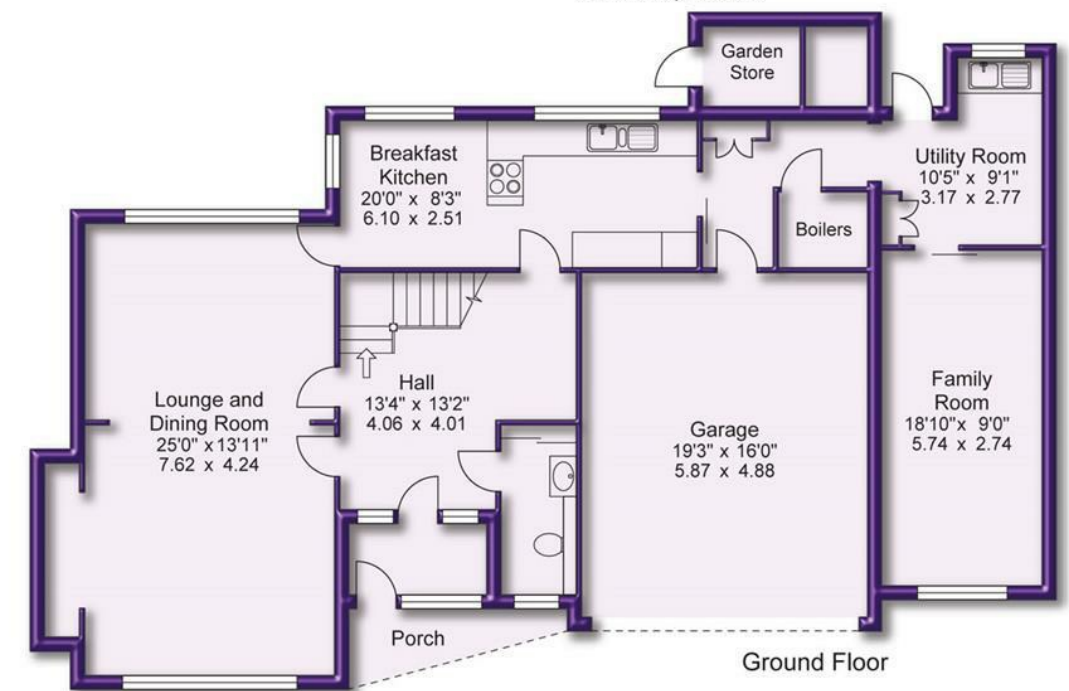 Garden
Store
Breakfast
Kitchen
20'0" x 8'3"
6.10 x 2.51
Utility Room
10'5" x 9'1"
3.17 x 2.77
Boilers
Lounge and
Dining Room
25'0" x 13'11"
7.62 x 4.24
Hall
13'4" x 13'2"
4.06 x 4.01
Garage
19'3" x 16'0"
5.87 x 4.88
Family
Room
18'10" x 9'0"
5.74 x 2.74
Porch
Ground Floor